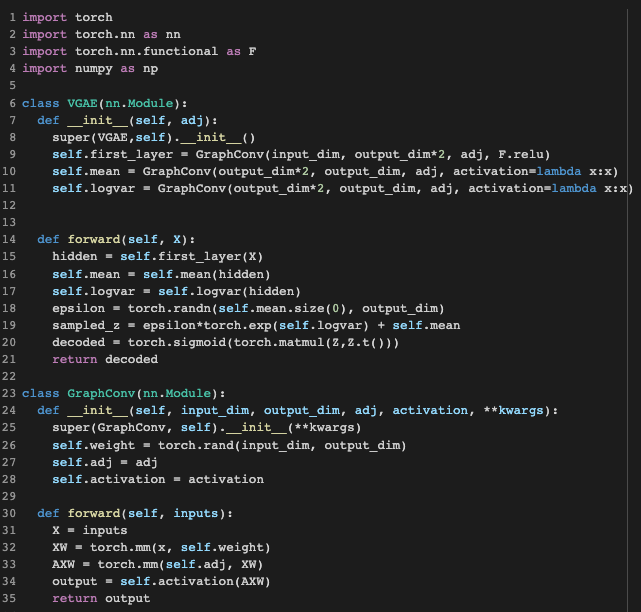 1 import torch
2 import torch.nn as nn
3 import torch.nn.functional as F
4 import numpy as np
5
6 class VGAE(nn.Module):
7   def __init__(self, adj):
8     super(VGAE,self).__init__()
9     self.first_layer = GraphConv(input_dim, output_dim*2, adj, F.relu)
10     self.mean = GraphConv(output_dim*2, output_dim, adj, activation=lambda x:x)
11     self.logvar = GraphConv(output_dim*2, output_dim, adj, activation=lambda x:x)
12
13
14   def forward(self, X):
15     hidden = self.first_layer(X)
16     self.mean = self.mean(hidden)
17     self.logvar = self.logvar(hidden)
18     epsilon = torch.randn(self.mean.size(0), output_dim)
19     sampled_z = epsilon*torch.exp(self.logvar) + self.mean
20     decoded = torch.sigmoid(torch.matmul(Z,Z.t()))
21     return decoded
22
23 class GraphConv(nn.Module):
24   def __init__(self, input_dim, output_dim, adj, activation, **kwargs):
25     super(GraphConv, self).__init__(**kwargs)
26     self.weight = torch.rand(input_dim, output_dim)
27     self.adj = adj
28     self.activation = activation
29
30   def forward(self, inputs):
31     X = inputs
32     XW = torch.mm(x, self.weight)
33     AXW = torch.mm(self.adj, XW)
34     output = self.activation(AXW)
35     return output